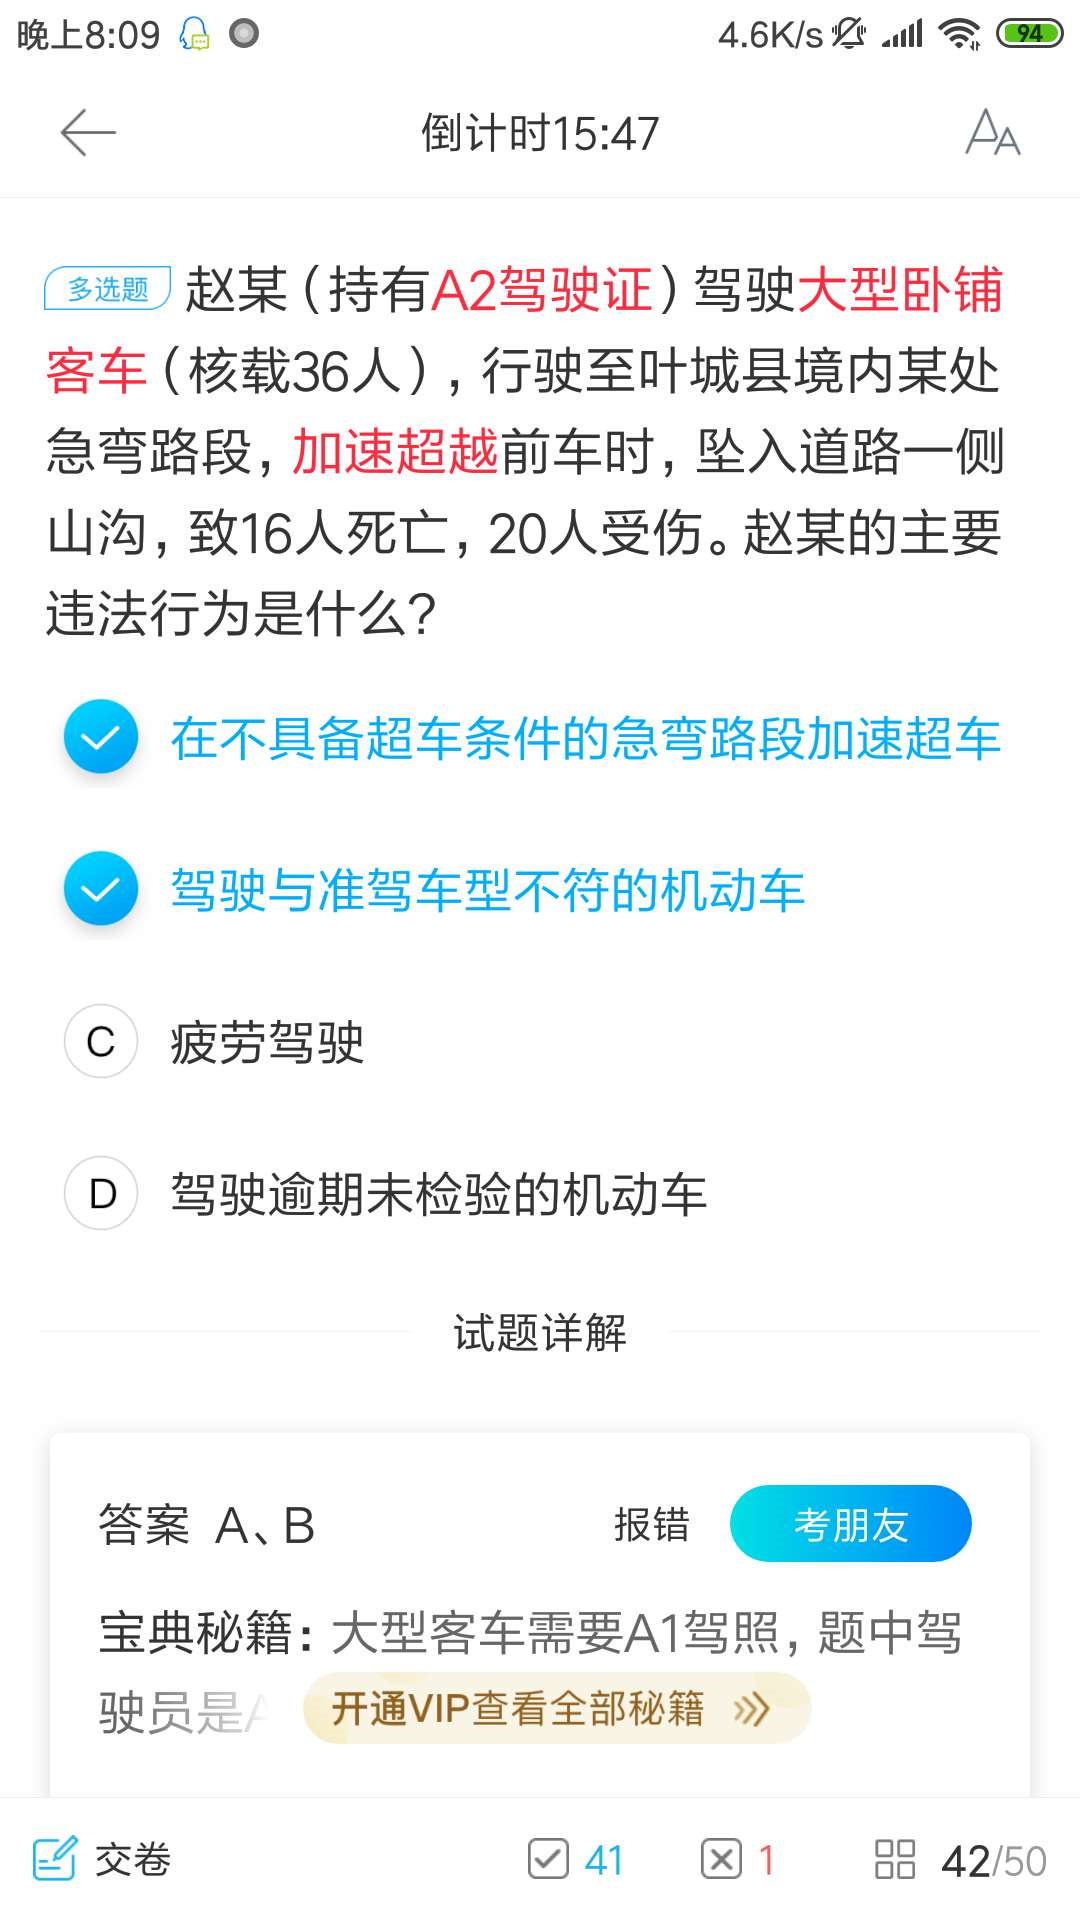 晚上8:09
4.6K/s
94
倒计时15:47
多选题 赵某(持有A2驾驶证)驾驶大型卧铺
客车(核载36人),行驶至叶城县境内某处
急弯路段,加速超越前车时,坠入道路一侧
山沟,致16人死亡,20人受伤。赵某的主要
违法行为是什么?
在不具备超车条件的急弯路段加速超车
驾驶与准驾车型不符的机动车
C 疲劳驾驶
D 驾驶逾期未检验的机动车
试题详解
答案 A、B 报错 考朋友
宝典秘籍:大型客车需要A1驾照,题中驾
驶员是A 开通VIP查看全部秘籍
交卷 41 1 42/50